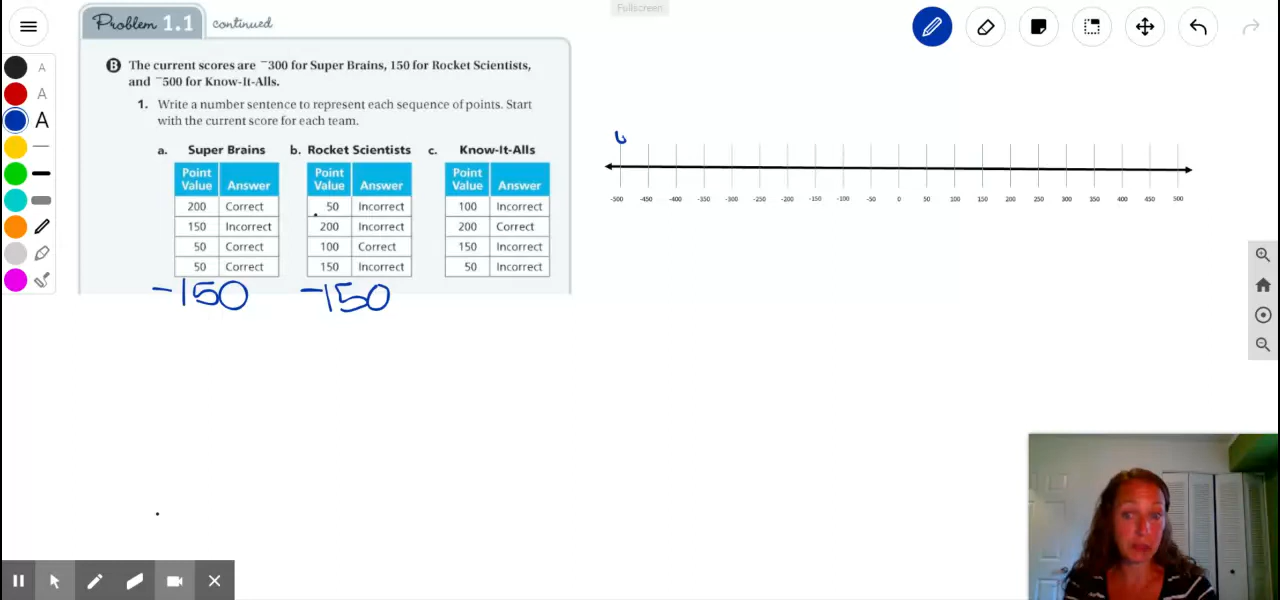 Fullscreen
Problem 1.1 continued
B The current scores are ⁻300 for Super Brains, 150 for Rocket Scientists,
and ⁻500 for Know-It-Alls.
1. Write a number sentence to represent each sequence of points. Start
with the current score for each team.
a. Super Brains b. Rocket Scientists c. Know-It-Alls
Point Value Answer Point Value Answer Point Value Answer
200 Correct 50 Incorrect 100 Incorrect
150 Incorrect 200 Incorrect 200 Correct
50 Correct 100 Correct 150 Incorrect
50 Correct 150 Incorrect 50 Incorrect
-150 -150
-500 -450 -400 -350 -300 -250 -200 -150 -100 -50 0 50 100 150 200 250 300 350 400 450 500
A
A
A